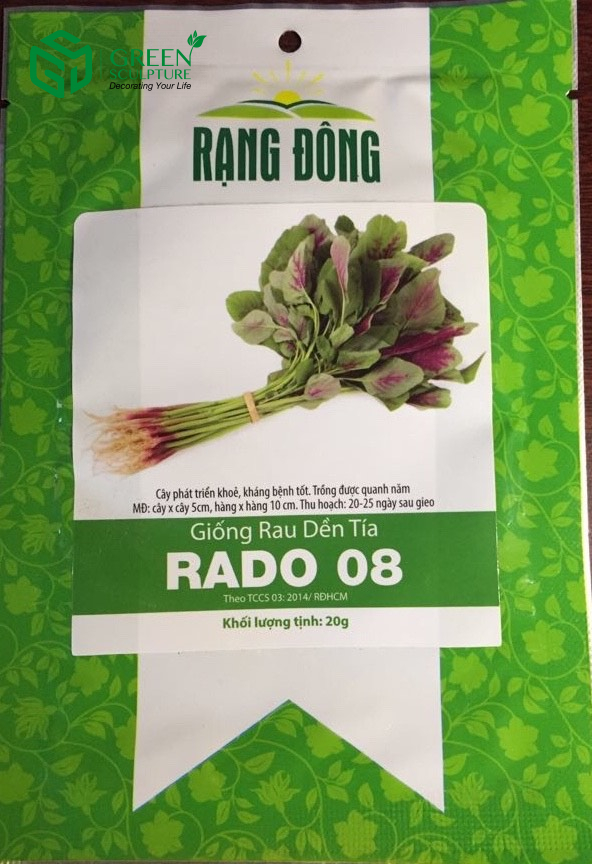 GREEN
SCULPTURE
Decorating Your Life
RẠNG ĐÔNG
Cây phát triển khoẻ, kháng bệnh tốt. Trồng được quanh năm
MĐ: cây x cây 5cm, hàng x hàng 10 cm. Thu hoạch: 20-25 ngày sau gieo
Giống Rau Dền Tía
RADO 08
Theo TCCS 03: 2014/ RĐHCM
Khối lượng tịnh: 20g